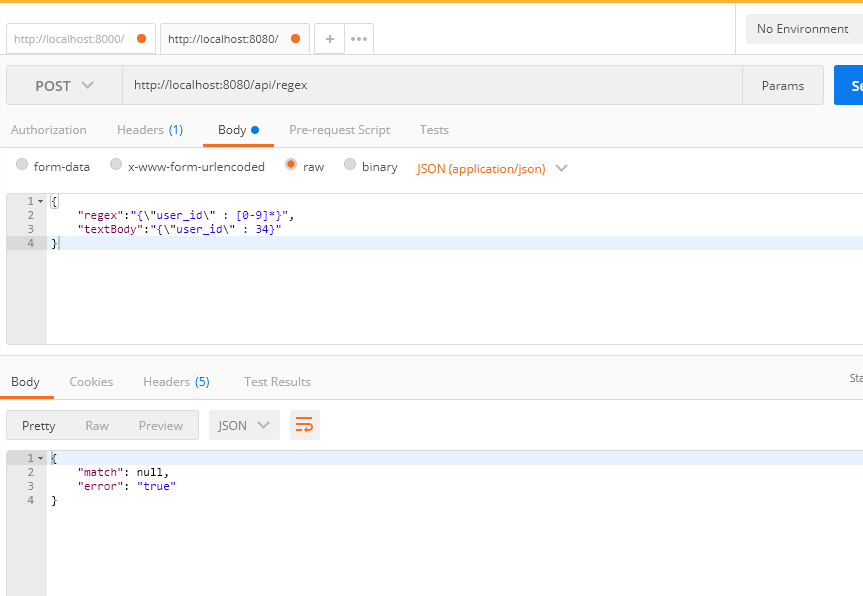 No Environment
http://localhost:8000/
http://localhost:8080/
+
POST
http://localhost:8080/api/regex
Params
Se
Authorization
Headers (1)
Body
Pre-request Script
Tests
form-data
x-www-form-urlencoded
raw
binary
JSON (application/json)
1 {
2 "regex":"{\"user_id\" : [0-9]*}",
3 "textBody":"{\"user_id\" : 34}"
4 }
Body
Cookies
Headers (5)
Test Results
Sta
Pretty
Raw
Preview
JSON
1 {
2 "match": null,
3 "error": "true"
4 }